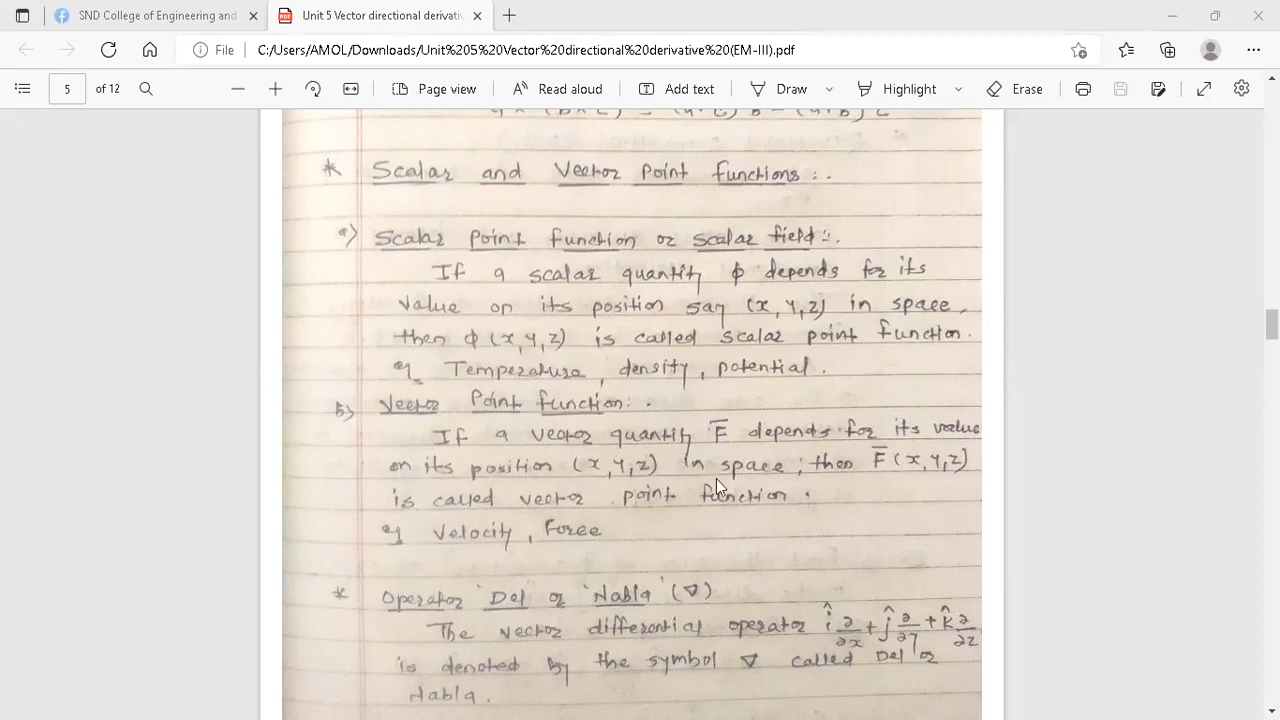 SND College of Engineering and
Unit 5 Vector directional derivativ
File
C:/Users/AMOL/Downloads/Unit%205%20Vector%20directional%20derivative%20(EM-III).pdf
5 of 12
Page view
Read aloud
Add text
Draw
Highlight
Erase
* Scalar and Vector Point functions :.
a) Scalar Point function or scalar field :.
If a scalar quantity ϕ depends for its
value on its position say (x, y, z) in space,
then ϕ (x, y, z) is called scalar point function.
eg Temperature, density, potential.
b) Vector Point function :.
If a vector quantity F̅ depends for its value
on its position (x, y, z) in space, then F̅ (x, y, z)
is called vector point function.
eg Velocity, Force
* Operator 'Del' or 'Nabla' (∇)
The vector differential operator î ∂/∂x + ĵ ∂/∂y + k̂ ∂/∂z
is denoted by the symbol ∇ called Del or
Nabla.